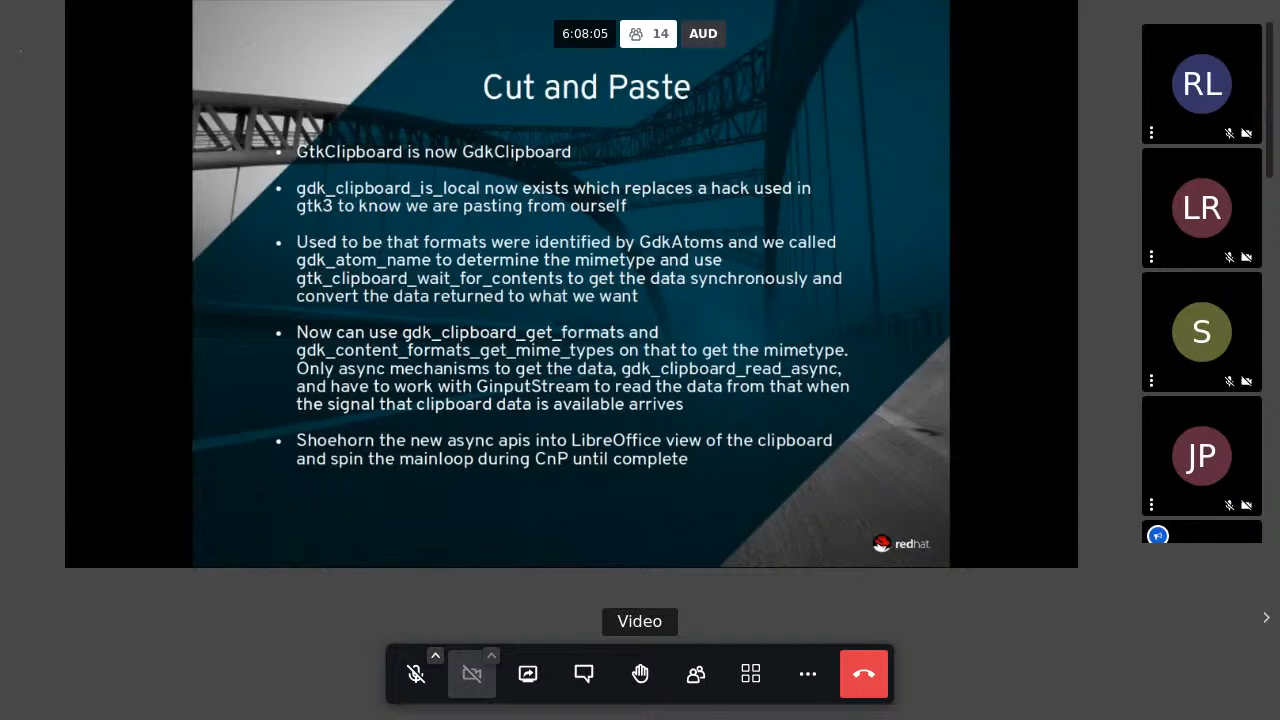 6:08:05
14
AUD
Cut and Paste
• GtkClipboard is now GdkClipboard
• gdk_clipboard_is_local now exists which replaces a hack used in
gtk3 to know we are pasting from ourself
• Used to be that formats were identified by GdkAtoms and we called
gdk_atom_name to determine the mimetype and use
gtk_clipboard_wait_for_contents to get the data synchronously and
convert the data returned to what we want
• Now can use gdk_clipboard_get_formats and
gdk_content_formats_get_mime_types on that to get the mimetype.
Only async mechanisms to get the data, gdk_clipboard_read_async,
and have to work with GinputStream to read the data from that when
the signal that clipboard data is available arrives
• Shoehorn the new async apis into LibreOffice view of the clipboard
and spin the mainloop during CnP until complete
redhat.
RL
LR
S
JP
Video